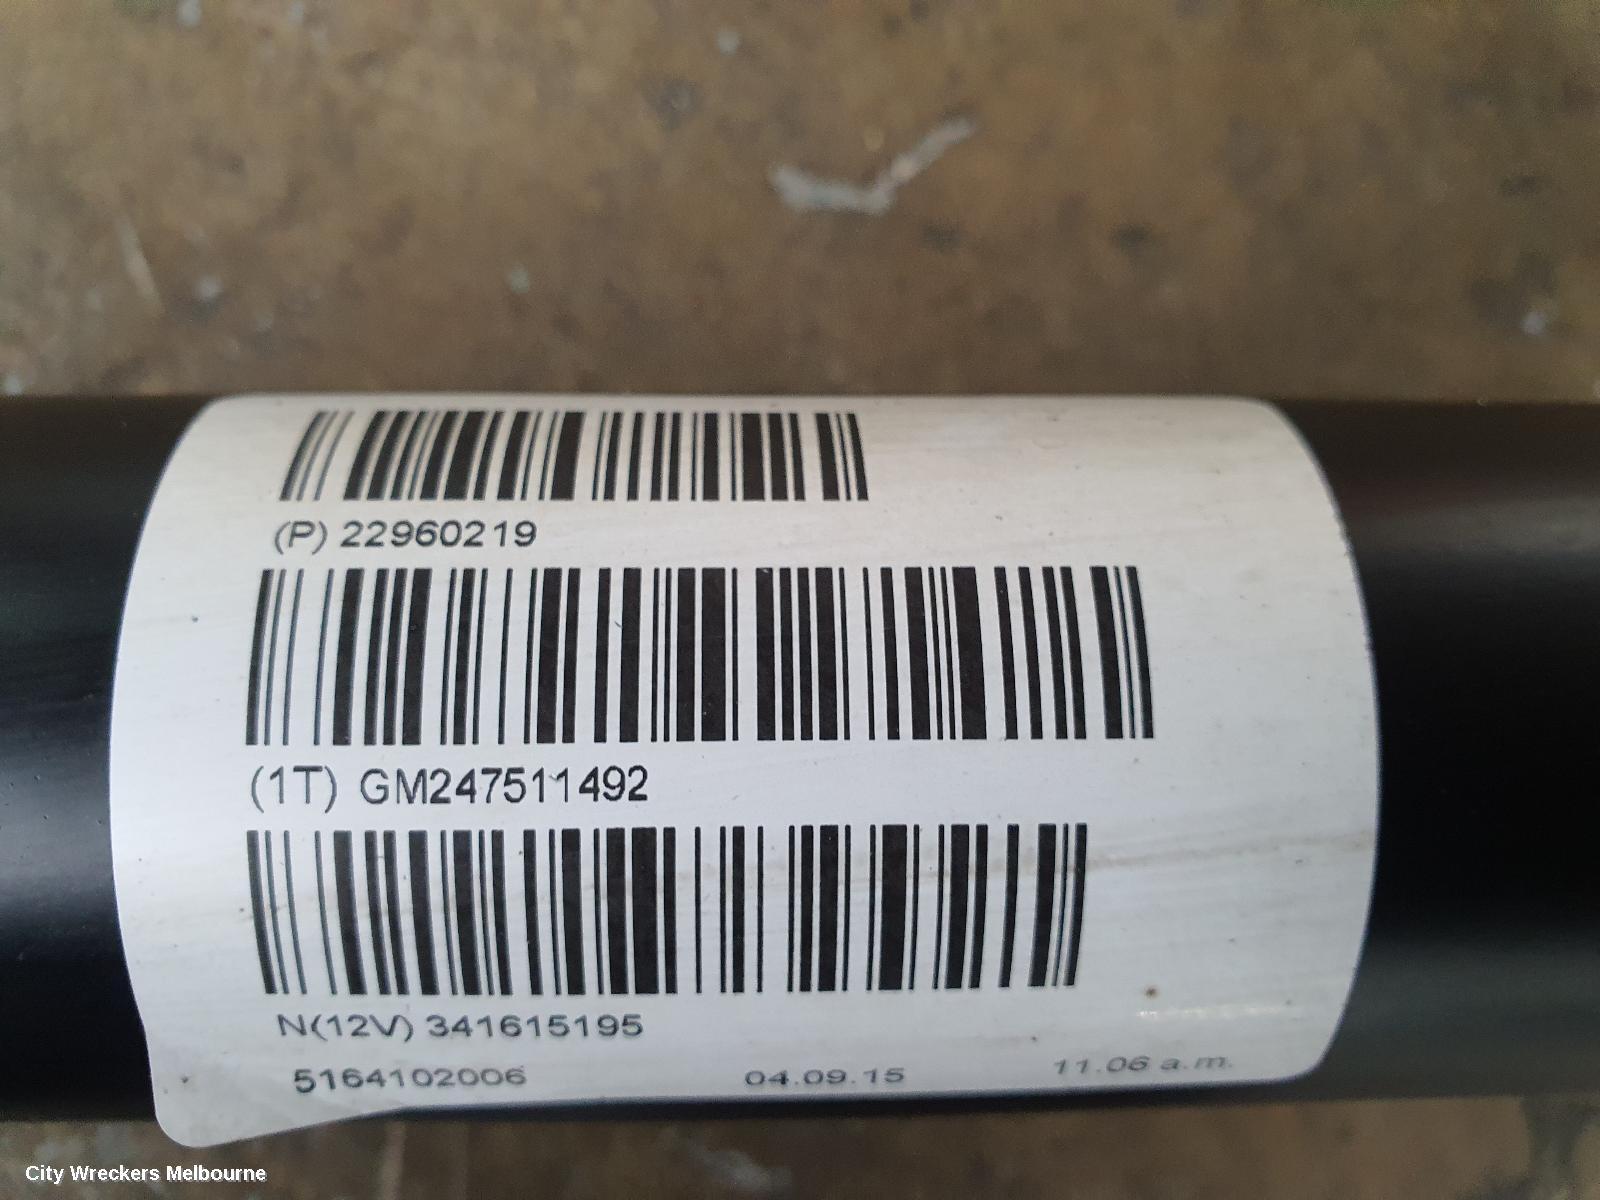 (P) 22960219
(1T) GM247511492
N(12V) 341615195
5164102006 04.09.15 11.06 a.m.
City Wreckers Melbourne